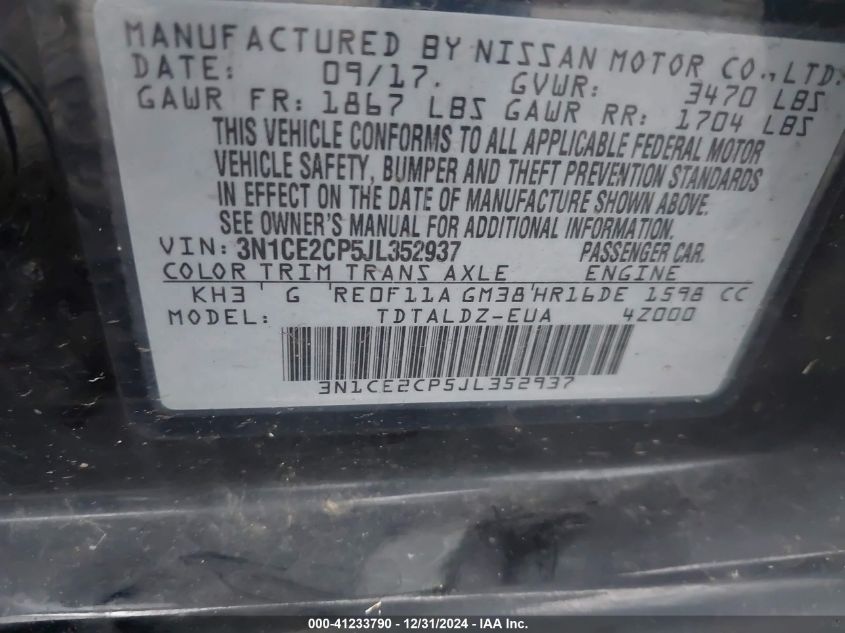 MANUFACTURED BY NISSAN MOTOR CO., LTD.
DATE: 09/17. GVWR: 3470 LBS
GAWR FR: 1867 LBS GAWR RR: 1704 LBS
THIS VEHICLE CONFORMS TO ALL APPLICABLE FEDERAL MOTOR
VEHICLE SAFETY, BUMPER AND THEFT PREVENTION STANDARDS
IN EFFECT ON THE DATE OF MANUFACTURE SHOWN ABOVE.
SEE OWNER'S MANUAL FOR ADDITIONAL INFORMATION.
VIN: 3N1CE2CP5JL352937 PASSENGER CAR.
COLOR TRIM TRANS AXLE ENGINE
KH3 ' G 'RE0F11A GM38'HR16DE 1598 CC
MODEL: TDTALDZ-EUA 4Z000
3N1CE2CP5JL352937
000-41233790 - 12/31/2024 - IAA Inc.